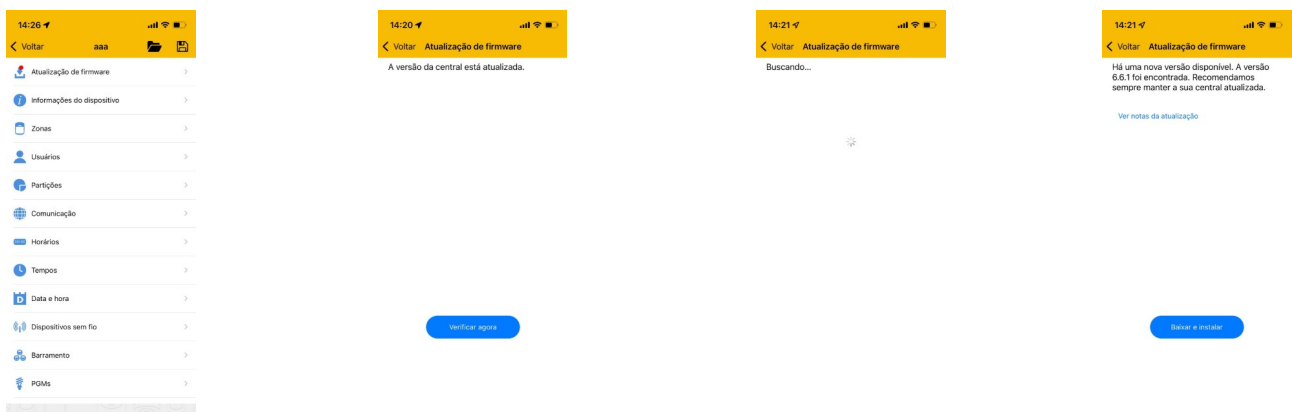 14:26
Voltar aaa
Atualização de firmware
Informações do dispositivo
Zonas
Usuários
Partições
Comunicação
Horários
Tempos
Data e hora
Dispositivos sem fio
Barramento
PGMs
14:20
Voltar Atualização de firmware
A versão da central está atualizada.
Verificar agora
14:21
Voltar Atualização de firmware
Buscando...
14:21
Voltar Atualização de firmware
Há uma nova versão disponível. A versão
6.6.1 foi encontrada. Recomendamos
sempre manter a sua central atualizada.
Ver notas da atualização
Baixar e instalar